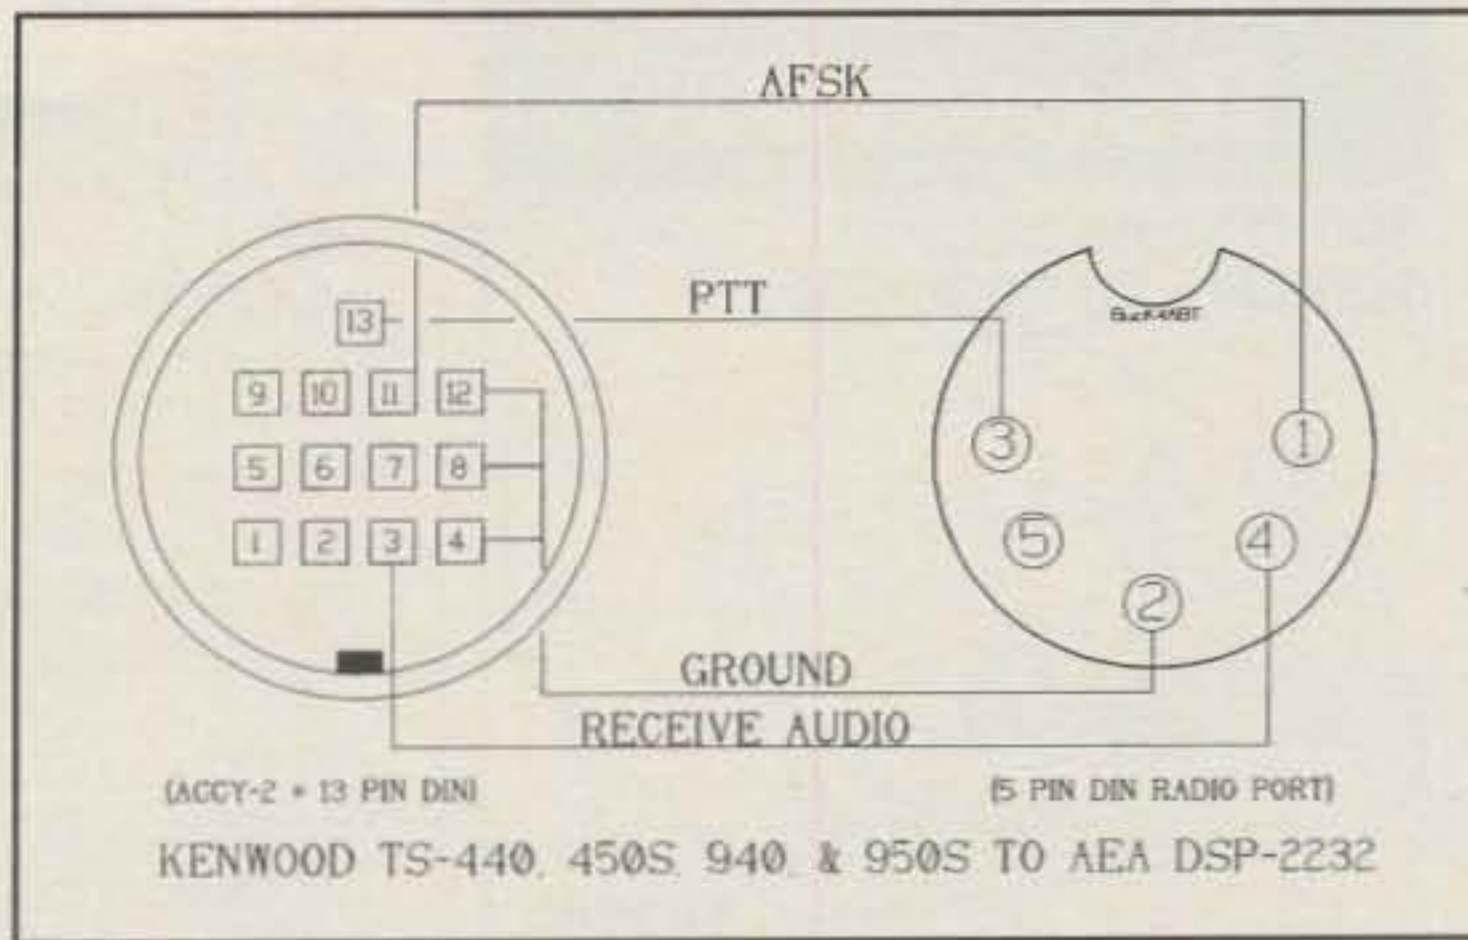 AFSK
PTT
13
9 10 11 12
5 6 7 8
1 2 3 4
3 1
5 4
2
GROUND
RECEIVE AUDIO
(ACCY-2 * 13 PIN DIN)
(5 PIN DIN RADIO PORT)
KENWOOD TS-440, 450S, 940, & 950S TO AEA DSP-2232